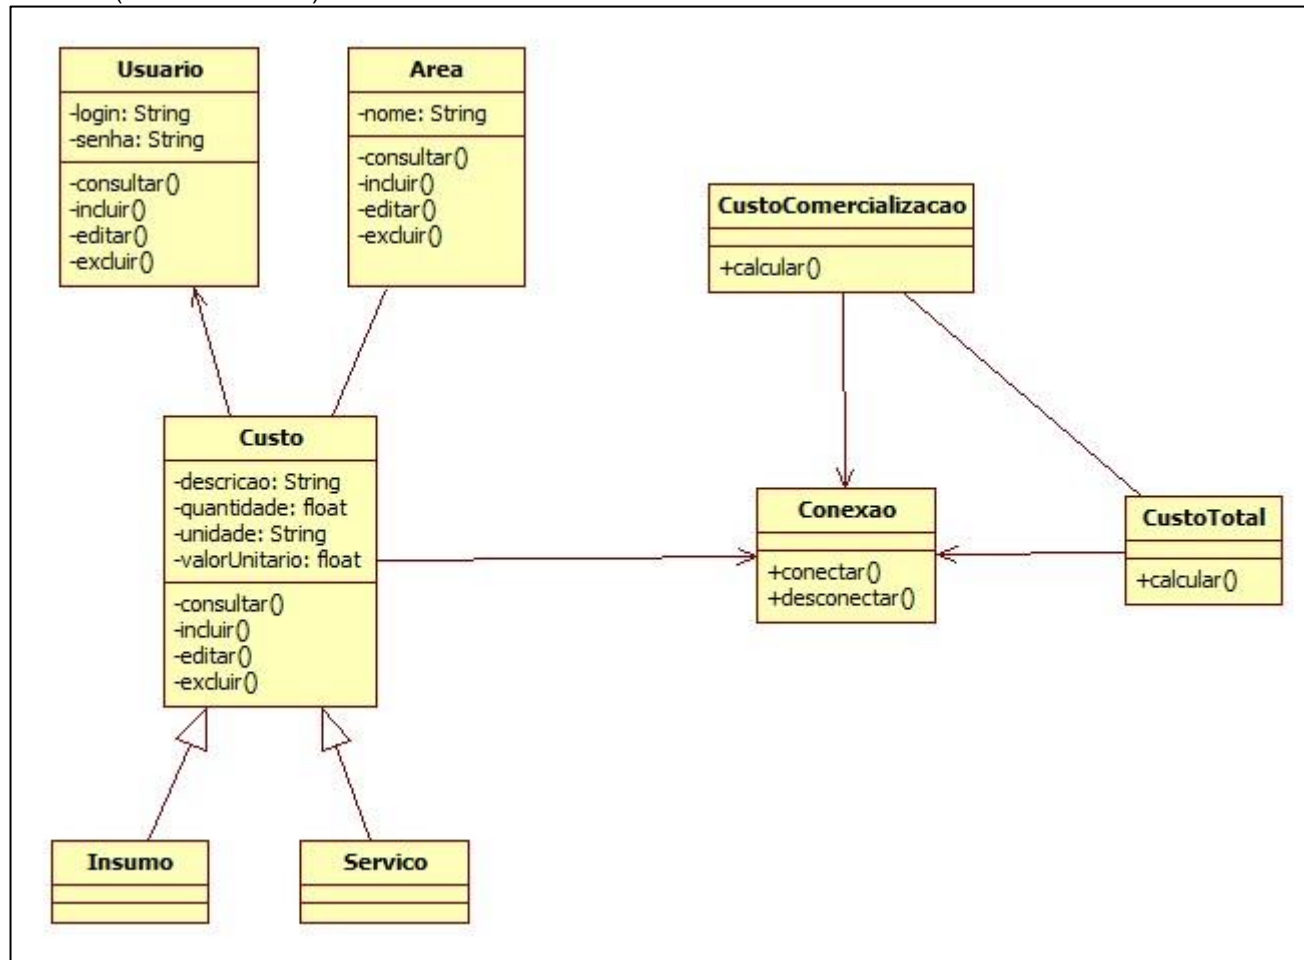 Usuario
-login: String
-senha: String
-consultar()
-incluir()
-editar()
-excluir()
Area
-nome: String
-consultar()
-incluir()
-editar()
-excluir()
CustoComercializacao
+calcular()
Custo
-descricao: String
-quantidade: float
-unidade: String
-valorUnitario: float
-consultar()
-incluir()
-editar()
-excluir()
Conexao
+conectar()
+desconectar()
CustoTotal
+calcular()
Insumo
Servico